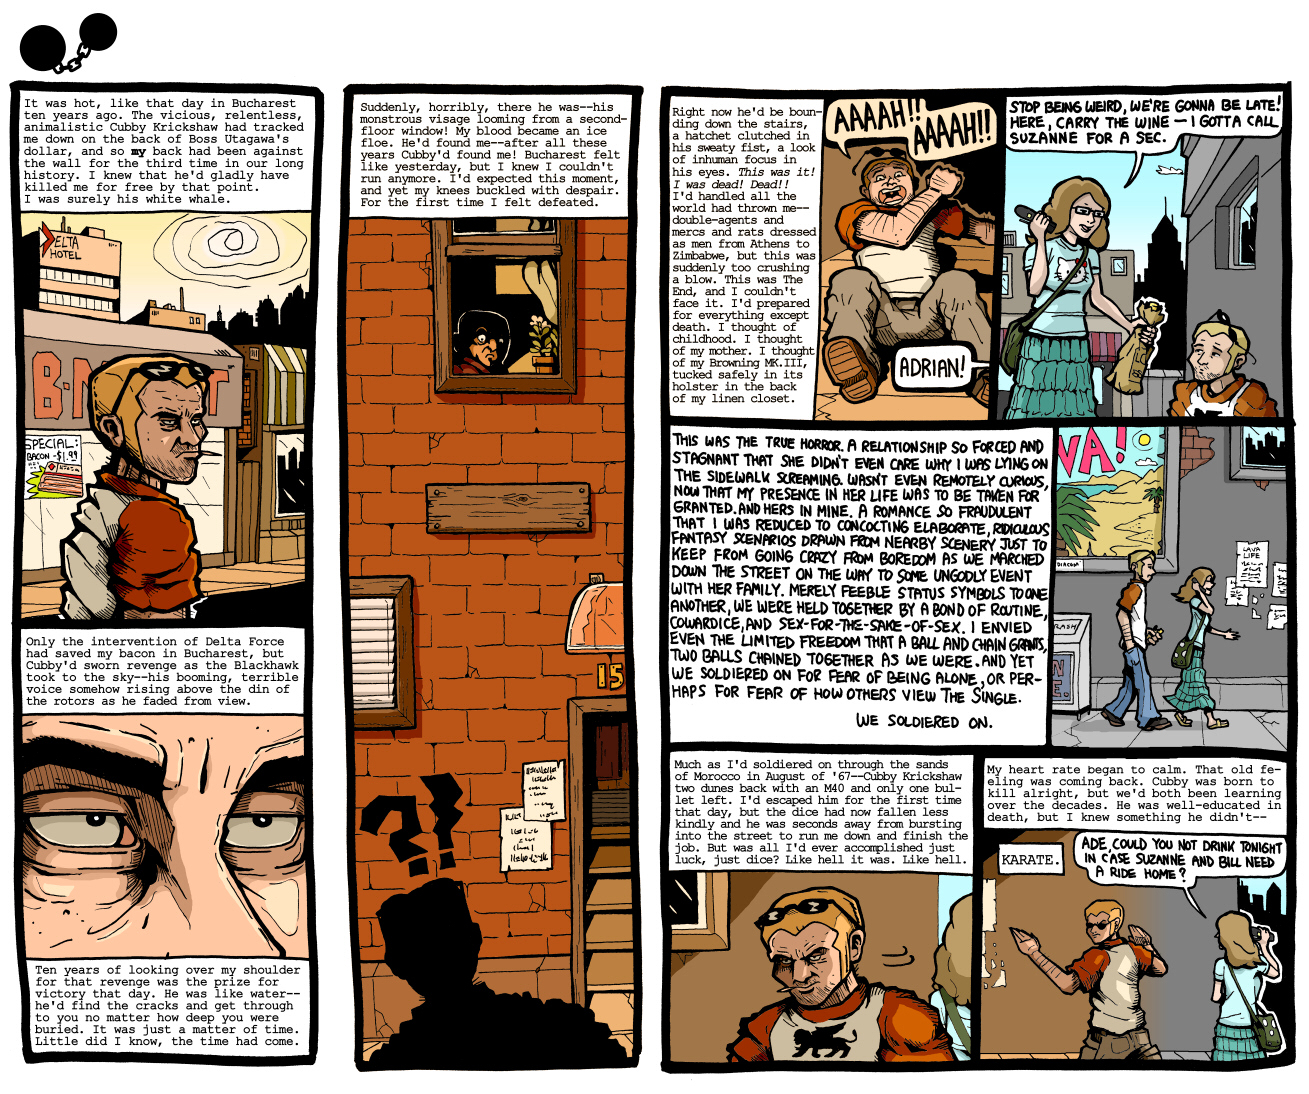 It was hot, like that day in Bucharest
ten years ago. The vicious, relentless,
animalistic Cubby Krickshaw had tracked
me down on the back of Boss Utagawa's
dollar, and so my back had been against
the wall for the third time in our long
history. I knew that he'd gladly have
killed me for free by that point.
I was surely his white whale.
DELTA
HOTEL
SPECIAL:
BACON-$1.99
Only the intervention of Delta Force
had saved my bacon in Bucharest, but
Cubby'd sworn revenge as the Blackhawk
took to the sky--his booming, terrible
voice somehow rising above the din of
the rotors as he faded from view.
Ten years of looking over my shoulder
for that revenge was the prize for
victory that day. He was like water--
he'd find the cracks and get through
to you no matter how deep you were
buried. It was just a matter of time.
Little did I know, the time had come.
Suddenly, horribly, there he was--his
monstrous visage looming from a second-
floor window! My blood became an ice
floe. He'd found me--after all these
years Cubby'd found me! Bucharest felt
like yesterday, but I knew I couldn't
run anymore. I'd expected this moment,
and yet my knees buckled with despair.
For the first time I felt defeated.
15
?!
Right now he'd be boun-
ding down the stairs,
a hatchet clutched in
his sweaty fist, a look
of inhuman focus in
his eyes. This was it!
I was dead! Dead!!
I'd handled all the
world had thrown me--
double-agents and
mercs and rats dressed
as men from Athens to
Zimbabwe, but this was
suddenly too crushing
a blow. This was The
End, and I couldn't
face it. I'd prepared
for everything except
death. I thought of
childhood. I thought
of my mother. I thought
of my Browning MK.III,
tucked safely in its
holster in the back
of my linen closet.
AAAAH!!
AAAAH!!
ADRIAN!
STOP BEING WEIRD, WE'RE GONNA BE LATE!
HERE, CARRY THE WINE — I GOTTA CALL
SUZANNE FOR A SEC.
THIS WAS THE TRUE HORROR. A RELATIONSHIP SO FORCED AND
STAGNANT THAT SHE DIDN'T EVEN CARE WHY I WAS LYING ON
THE SIDEWALK SCREAMING. WASN'T EVEN REMOTELY CURIOUS,
NOW THAT MY PRESENCE IN HER LIFE WAS TO BE TAKEN FOR
GRANTED. AND HERS IN MINE. A ROMANCE SO FRAUDULENT
THAT I WAS REDUCED TO CONCOCTING ELABORATE, RIDICULOUS
FANTASY SCENARIOS DRAWN FROM NEARBY SCENERY JUST TO
KEEP FROM GOING CRAZY FROM BOREDOM AS WE MARCHED
DOWN THE STREET ON THE WAY TO SOME UNGODLY EVENT
WITH HER FAMILY. MERELY FEEBLE STATUS SYMBOLS TO ONE
ANOTHER, WE WERE HELD TOGETHER BY A BOND OF ROUTINE,
COWARDICE, AND SEX-FOR-THE-SAKE-OF-SEX. I ENVIED
EVEN THE LIMITED FREEDOM THAT A BALL AND CHAIN GRANTS,
TWO BALLS CHAINED TOGETHER AS WE WERE. AND YET
WE SOLDIERED ON FOR FEAR OF BEING ALONE, OR PER-
HAPS FOR FEAR OF HOW OTHERS VIEW THE SINGLE.
WE SOLDIERED ON.
VA!
LAVA
LIFE
Much as I'd soldiered on through the sands
of Morocco in August of '67--Cubby Krickshaw
two dunes back with an M40 and only one bul-
let left. I'd escaped him for the first time
that day, but the dice had now fallen less
kindly and he was seconds away from bursting
into the street to run me down and finish the
job. But was all I'd ever accomplished just
luck, just dice? Like hell it was. Like hell.
My heart rate began to calm. That old fe-
eling was coming back. Cubby was born to
kill alright, but we'd both been learning
over the decades. He was well-educated in
death, but I knew something he didn't--
KARATE.
ADE, COULD YOU NOT DRINK TONIGHT
IN CASE SUZANNE AND BILL NEED
A RIDE HOME?